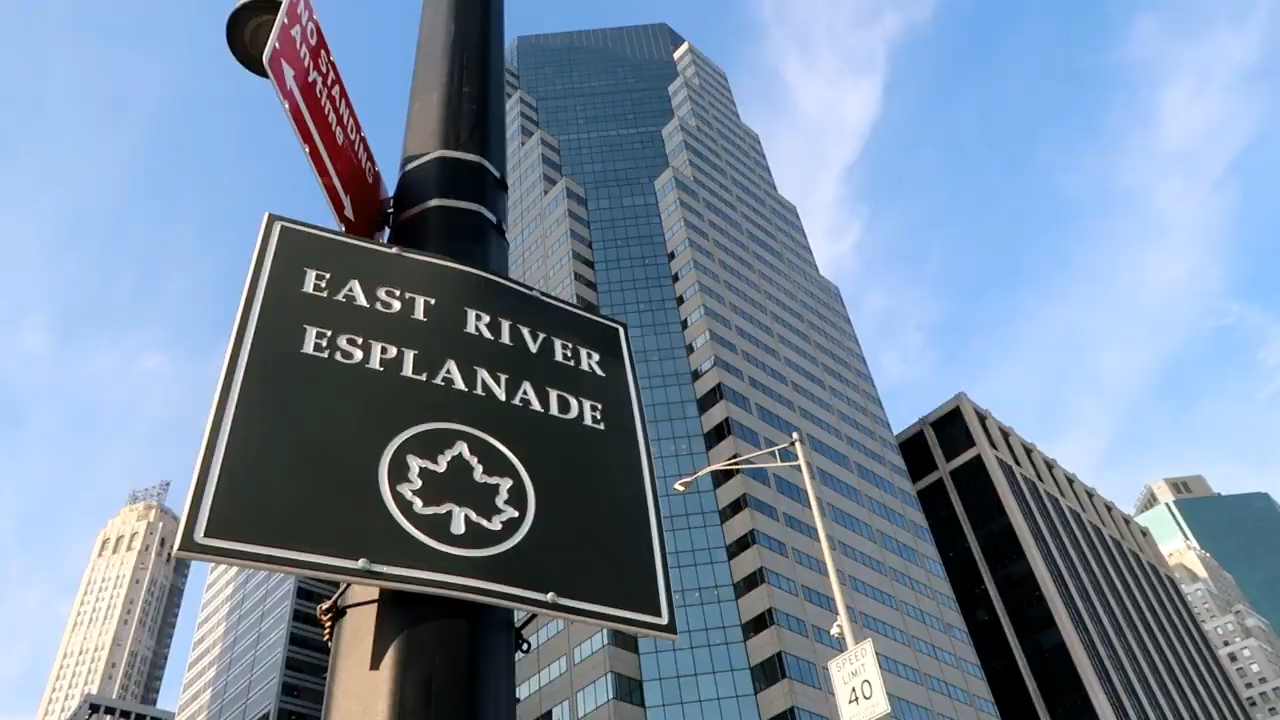 NO STANDING
Anytime
EAST RIVER
ESPLANADE
SPEED
LIMIT
40